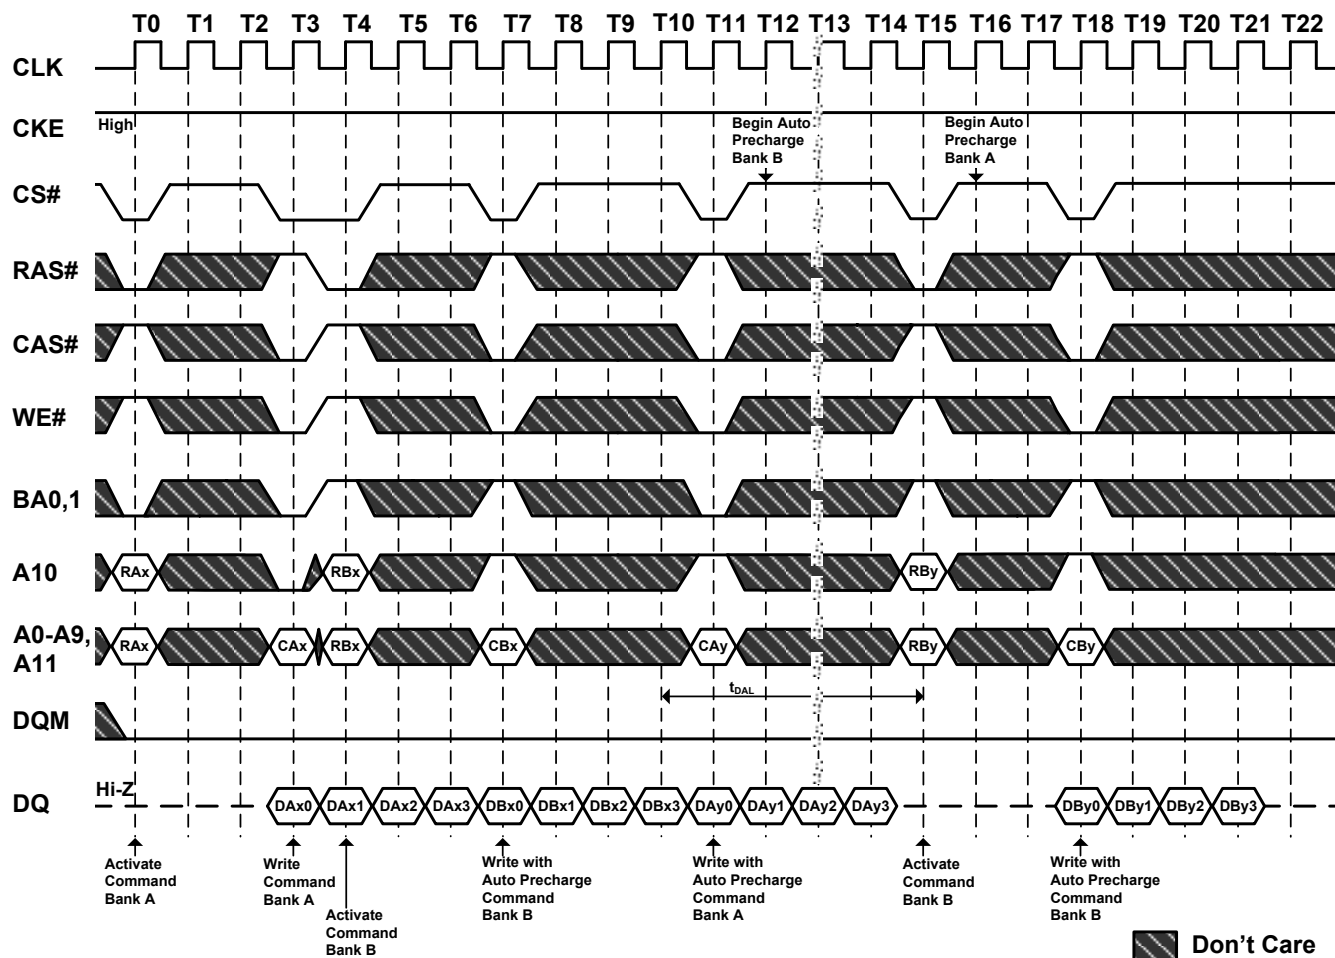 T0 T1 T2 T3 T4 T5 T6 T7 T8 T9 T10 T11 T12 T13 T14 T15 T16 T17 T18 T19 T20 T21 T22
CLK
CKE
High
Begin Auto
Precharge
Bank B
Begin Auto
Precharge
Bank A
CS#
RAS#
CAS#
WE#
BA0,1
A10
RAx RBx RBy
A0-A9,
A11
RAx CAx RBx CBx CAy RBy CBy
tDAL
DQM
Hi-Z
DQ
DAx0 DAx1 DAx2 DAx3 DBx0 DBx1 DBx2 DBx3 DAy0 DAy1 DAy2 DAy3 DBy0 DBy1 DBy2 DBy3
Activate
Command
Bank A
Write
Command
Bank A
Activate
Command
Bank B
Write with
Auto Precharge
Command
Bank B
Write with
Auto Precharge
Command
Bank A
Activate
Command
Bank B
Write with
Auto Precharge
Command
Bank B
Don't Care